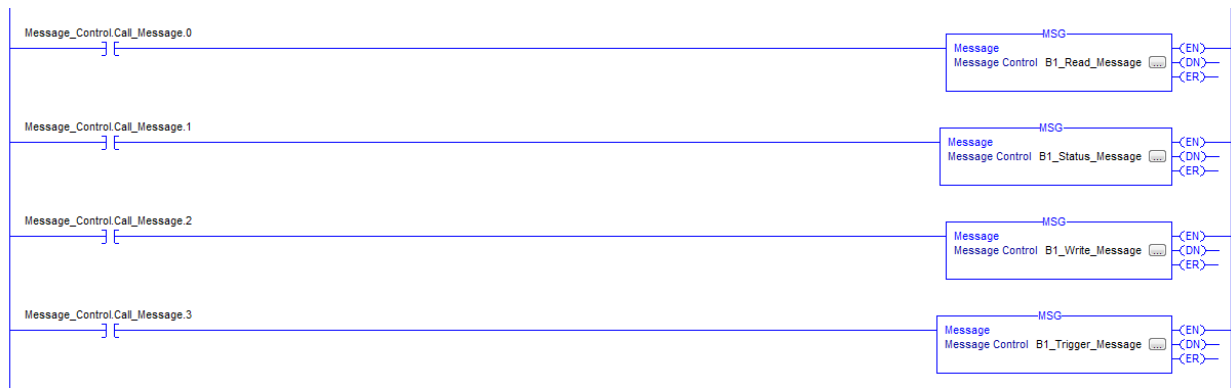 Message_Control.Call_Message.0
MSG
Message
Message Control B1_Read_Message ...
(EN)
(DN)
(ER)
Message_Control.Call_Message.1
MSG
Message
Message Control B1_Status_Message ...
(EN)
(DN)
(ER)
Message_Control.Call_Message.2
MSG
Message
Message Control B1_Write_Message ...
(EN)
(DN)
(ER)
Message_Control.Call_Message.3
MSG
Message
Message Control B1_Trigger_Message ...
(EN)
(DN)
(ER)